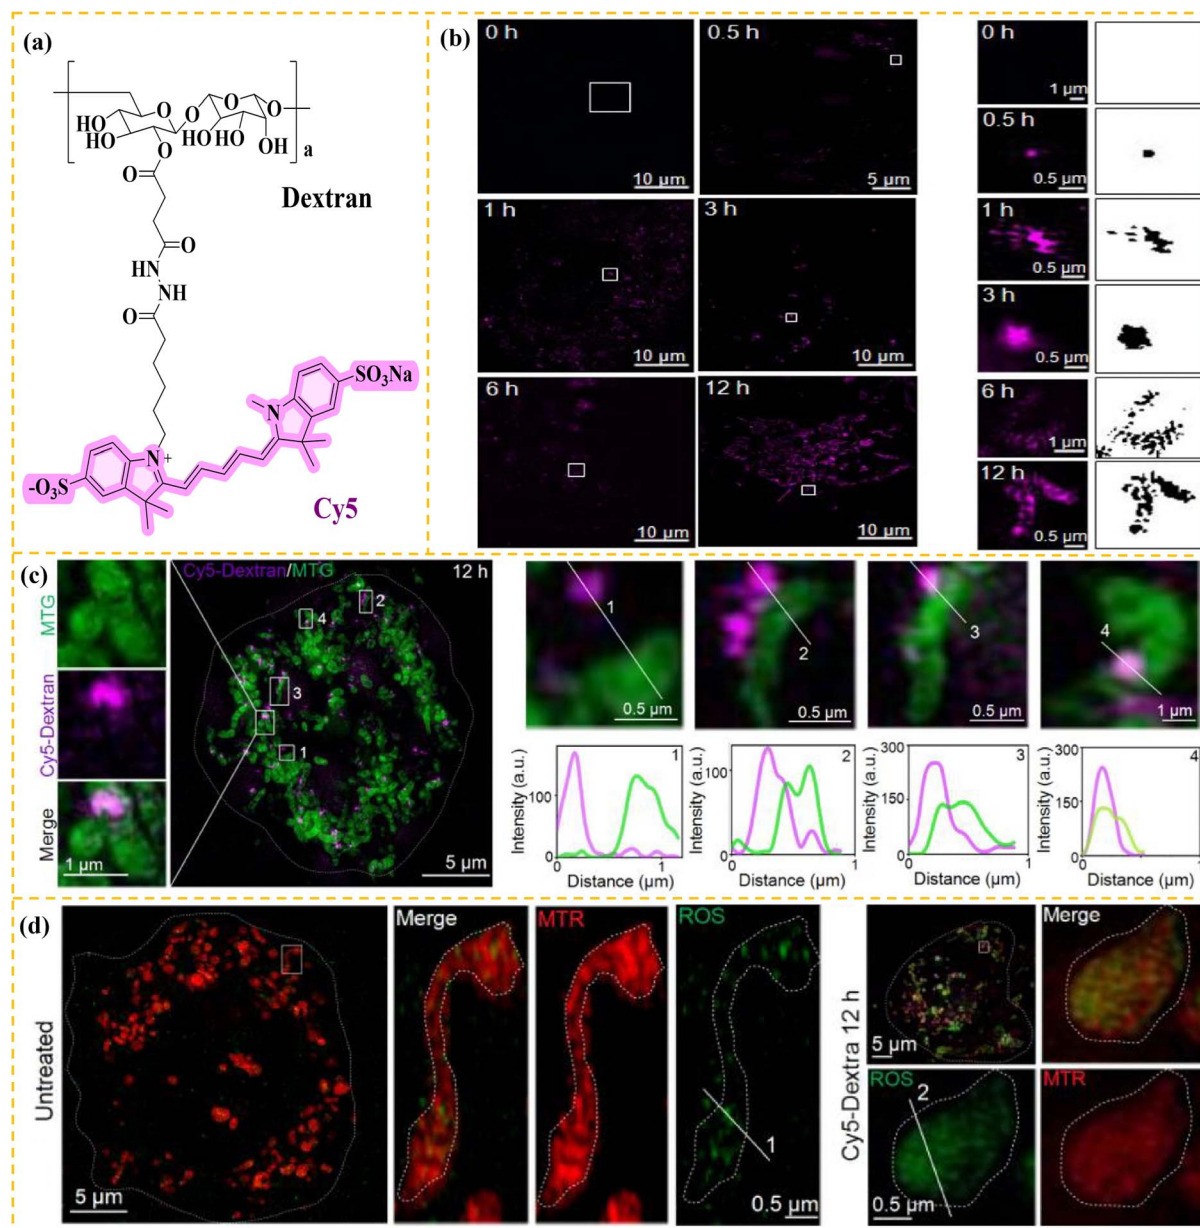 (a)
HO
HO
O
O
HO
HO
O
OH
O
a
O
O
Dextran
O
HN
NH
O
SO₃Na
N
N
+
-O₃S
Cy5
(b)
0 h
10 µm
0.5 h
5 µm
1 h
10 µm
3 h
10 µm
6 h
10 µm
12 h
10 µm
0 h
1 µm
0.5 h
0.5 µm
1 h
0.5 µm
3 h
0.5 µm
6 h
1 µm
12 h
0.5 µm
(c)
MTG
Cy5-Dextran
Merge
1 µm
Cy5-Dextran/MTG
12 h
2
4
3
1
5 µm
1
0.5 µm
2
0.5 µm
3
0.5 µm
4
1 µm
Intensity (a.u.)
100
0
0
1
1
Distance (µm)
Intensity (a.u.)
100
0
0
1
2
Distance (µm)
Intensity (a.u.)
300
150
0
0
1
3
Distance (µm)
Intensity (a.u.)
300
150
0
0
1
4
Distance (µm)
(d)
Untreated
5 µm
Merge
MTR
ROS
1
0.5 µm
Cy5-Dextra 12 h
5 µm
Merge
ROS
2
0.5 µm
MTR